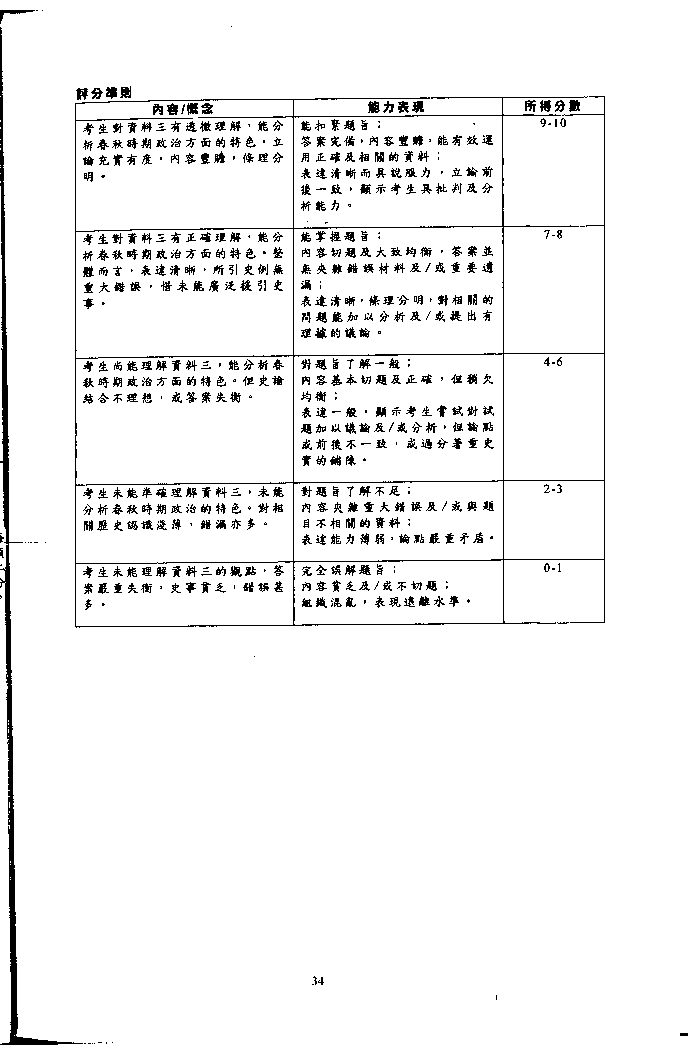 評分準則
內容/概念 能力表現 所得分數
考生對資料三有透徹理解,能分
析春秋時期政治方面的特色。立
論充實有度,內容豐贍,條理分
明。
能扣緊題旨;
答案完備,內容豐贍,能有效運
用正確及相關的資料;
表達清晰而具說服力,立論前
後一致,顯示考生具批判及分
析能力。
9-10
考生對資料三有正確理解,能分
析春秋時期政治方面的特色。整
體而言,表達清晰,所引史例無
重大錯誤,惜未能廣泛援引史
事。
能掌握題旨;
內容切題及大致均衡,答案並
無夾雜錯誤材料及/或重要遺
漏;
表達清晰,條理分明,對相關的
問題能加以分析及/或提出有
理據的議論。
7-8
考生尚能理解資料三,能分析春
秋時期政治方面的特色。但史論
結合不理想,或答案失衡。
對題旨了解一般;
內容基本切題及正確,但稍欠
均衡;
表達一般,顯示考生嘗試對試
題加以議論及/或分析,但論點
或前後不一致,或過分著重史
實的鋪陳。
4-6
考生未能準確理解資料三,未能
分析春秋時期政治的特色。對相
關歷史認識淺薄,錯漏亦多。
對題旨了解不足;
內容夾雜重大錯誤及/或與題
目不相關的資料;
表達能力薄弱,論點嚴重矛盾。
2-3
考生未能理解資料三的觀點,答
案嚴重失衡,史事貧乏,錯誤甚
多。
完全誤解題旨;
內容貧乏及/或不切題;
組織混亂,表現遠離水準。
0-1
34